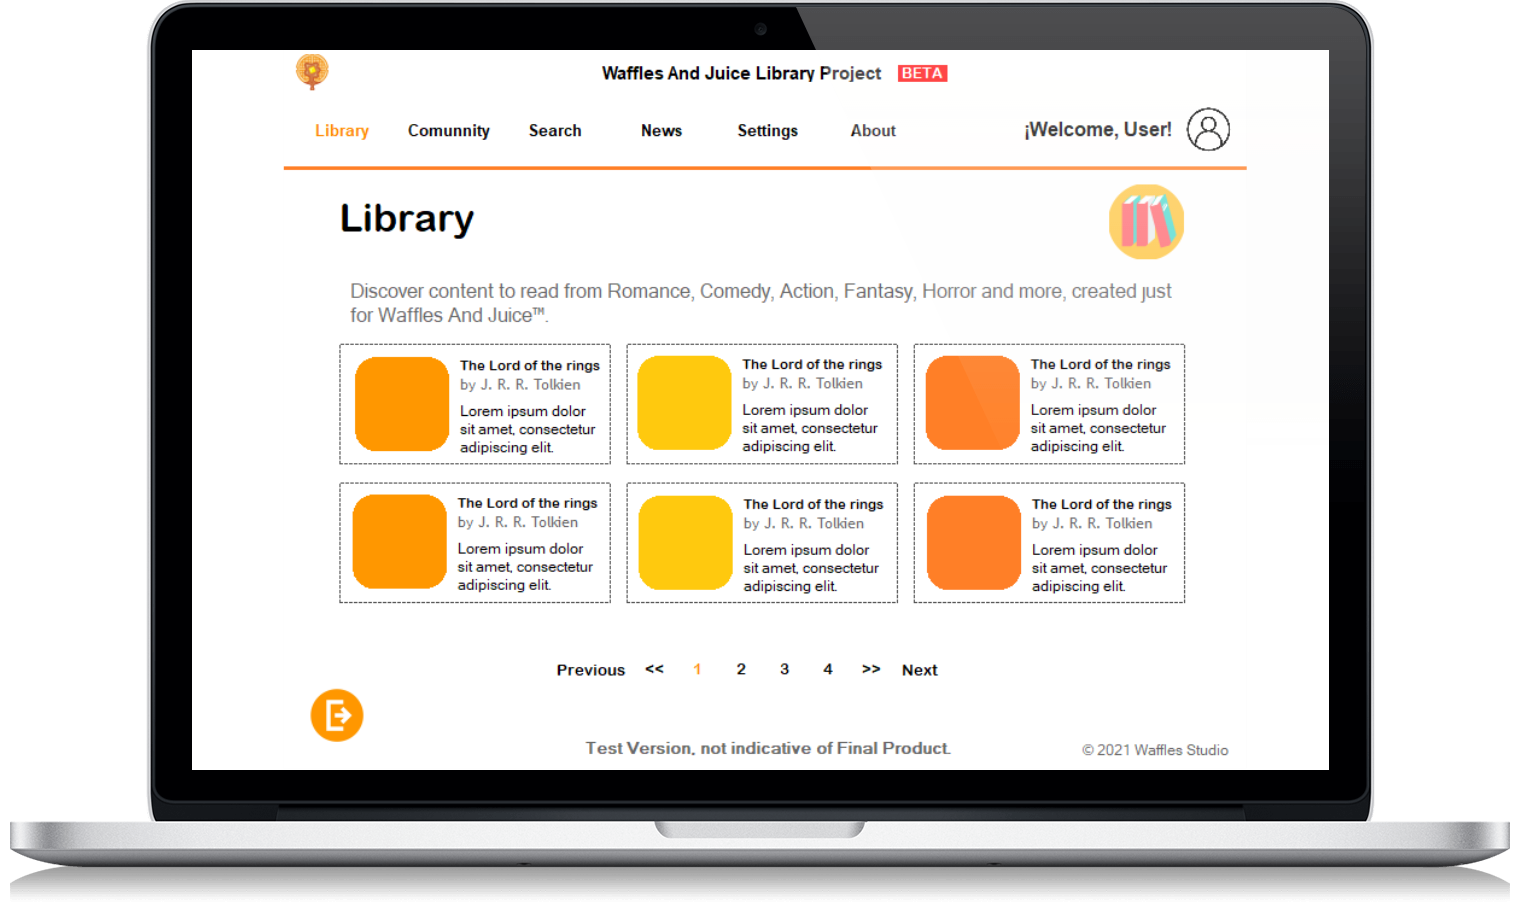 Waffles And Juice Library Project BETA
Library Comunnity Search News Settings About ¡Welcome, User!
Library
Discover content to read from Romance, Comedy, Action, Fantasy, Horror and more, created just
for Waffles And Juice™.
The Lord of the rings
by J. R. R. Tolkien
Lorem ipsum dolor
sit amet, consectetur
adipiscing elit.
The Lord of the rings
by J. R. R. Tolkien
Lorem ipsum dolor
sit amet, consectetur
adipiscing elit.
The Lord of the rings
by J. R. R. Tolkien
Lorem ipsum dolor
sit amet, consectetur
adipiscing elit.
The Lord of the rings
by J. R. R. Tolkien
Lorem ipsum dolor
sit amet, consectetur
adipiscing elit.
The Lord of the rings
by J. R. R. Tolkien
Lorem ipsum dolor
sit amet, consectetur
adipiscing elit.
The Lord of the rings
by J. R. R. Tolkien
Lorem ipsum dolor
sit amet, consectetur
adipiscing elit.
Previous << 1 2 3 4 >> Next
Test Version, not indicative of Final Product.
© 2021 Waffles Studio